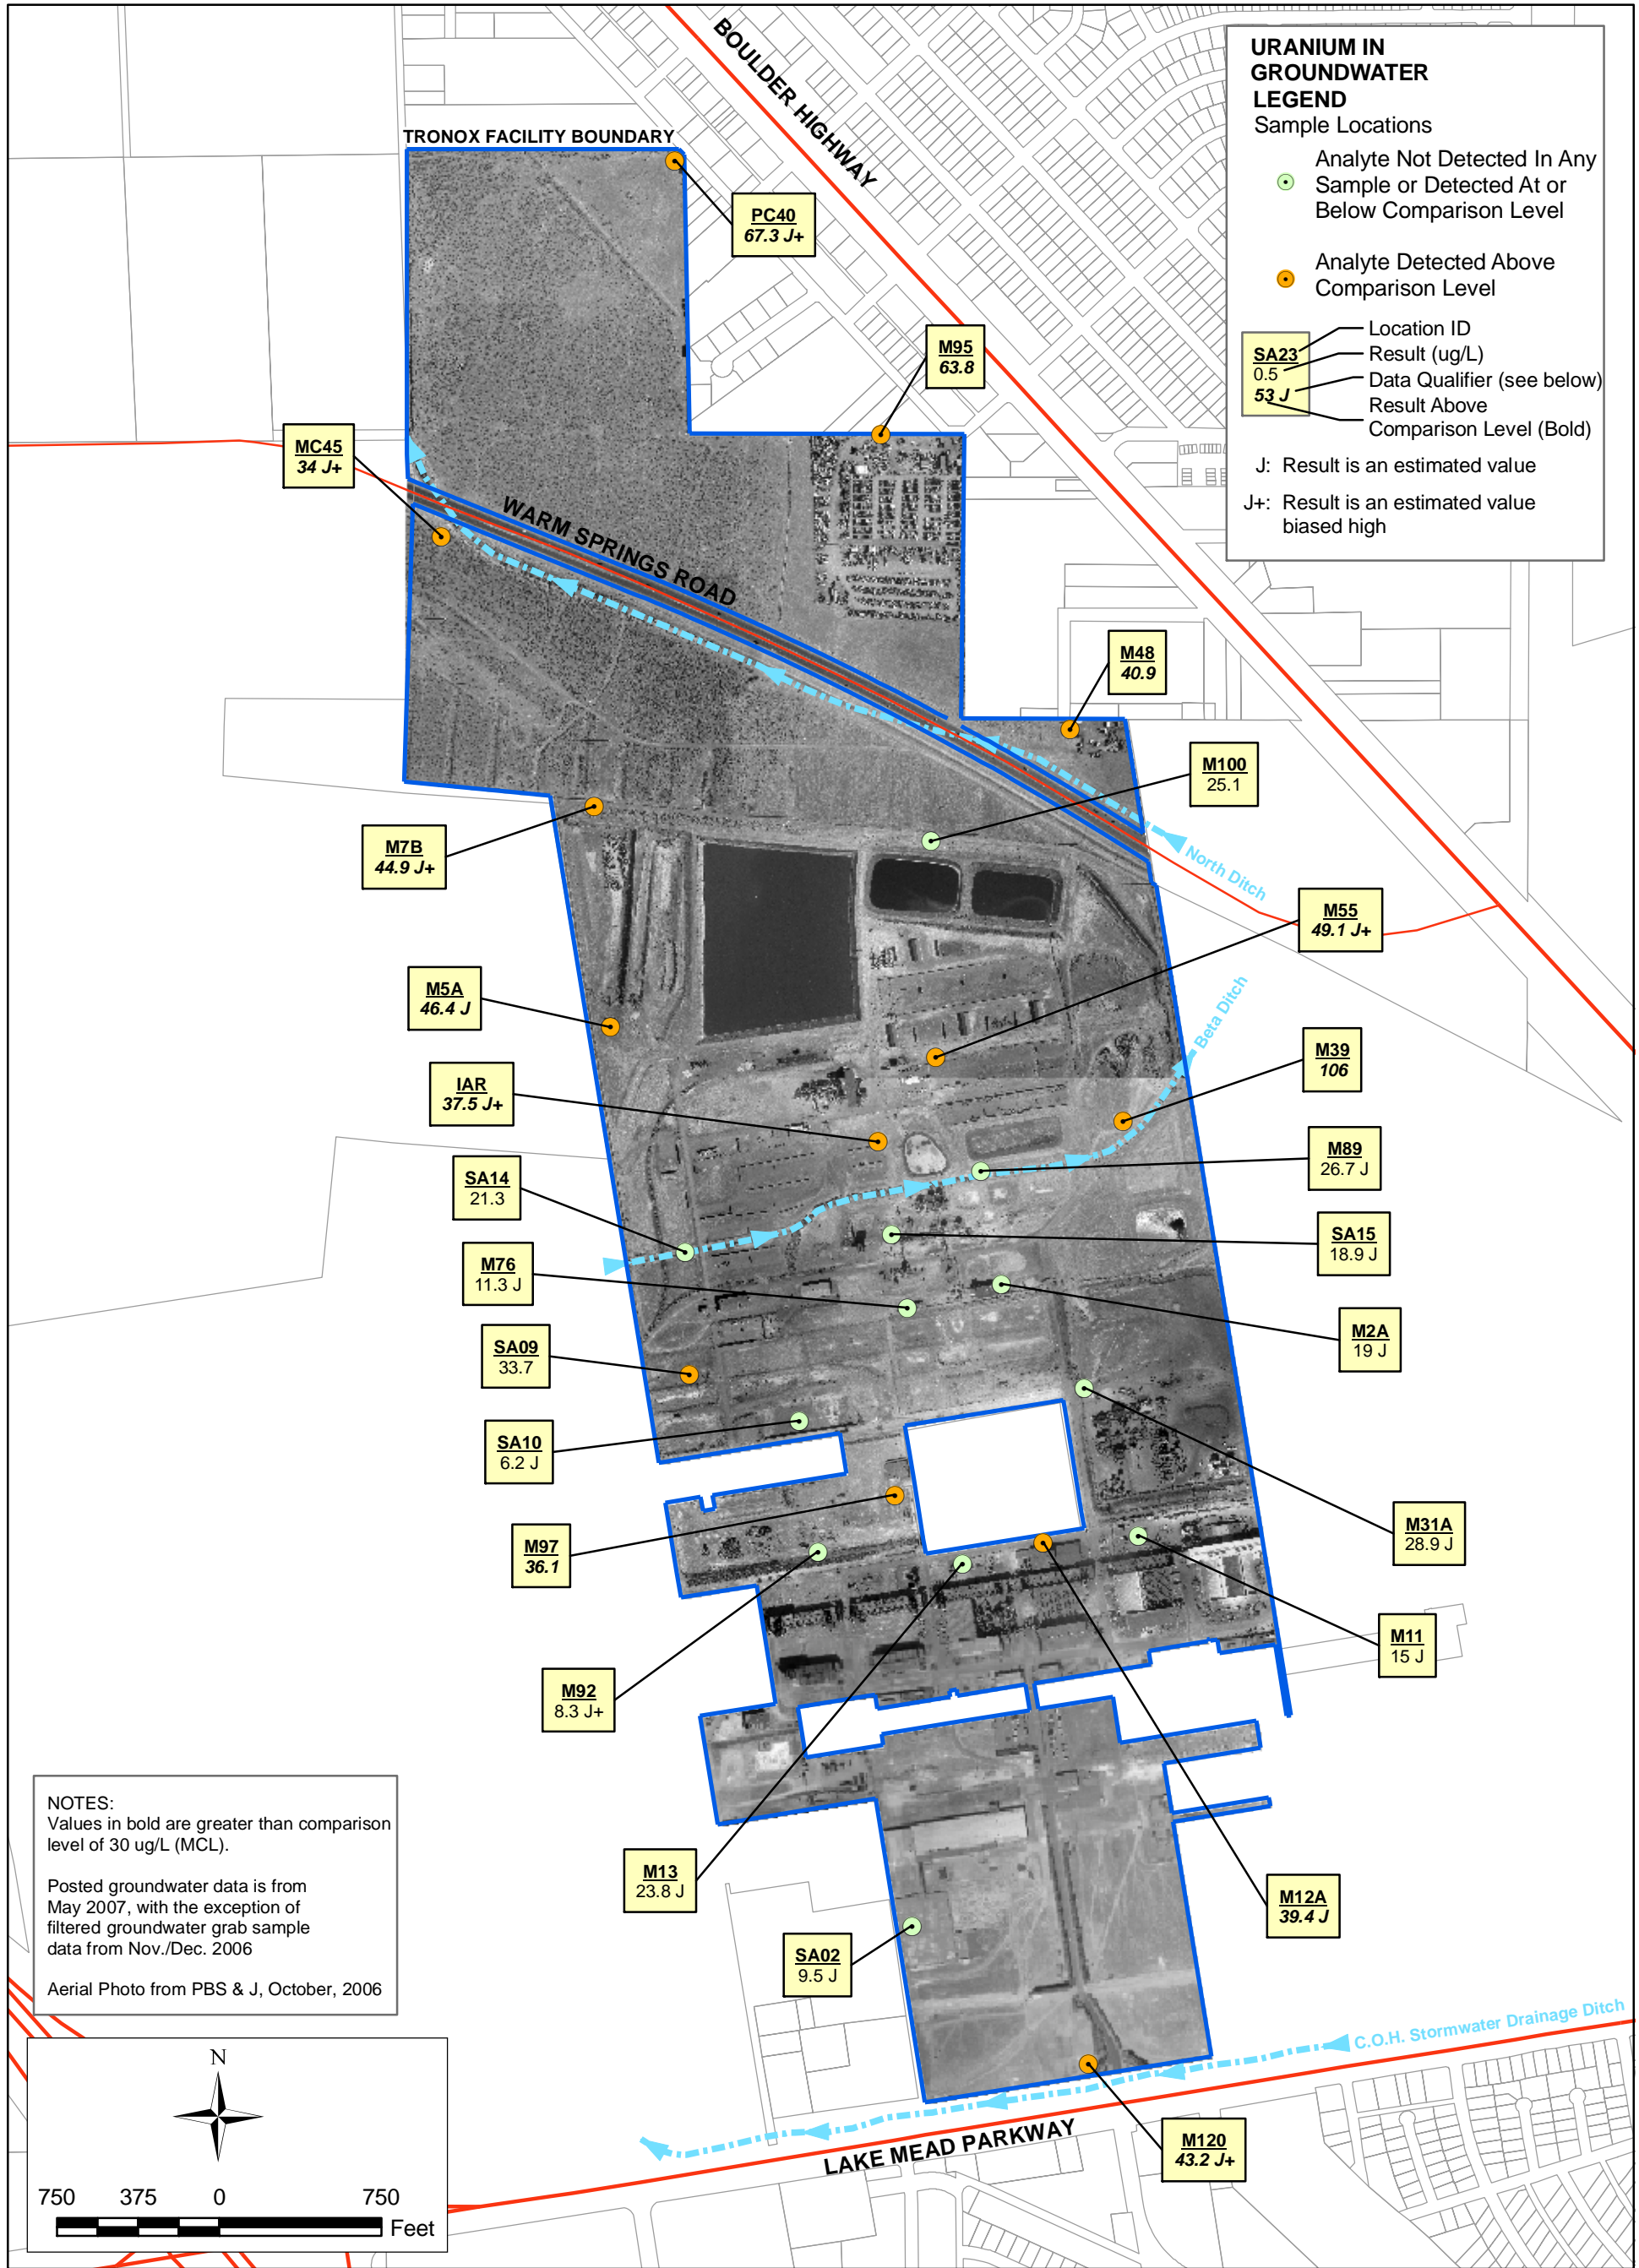 BOULDER HIGHWAY
URANIUM IN
GROUNDWATER
LEGEND
Sample Locations
Analyte Not Detected In Any
Sample or Detected At or
Below Comparison Level
Analyte Detected Above
Comparison Level
SA23
0.5
53 J
Location ID
Result (ug/L)
Data Qualifier (see below)
Result Above
Comparison Level (Bold)
J: Result is an estimated value
J+: Result is an estimated value
biased high
TRONOX FACILITY BOUNDARY
PC40
67.3 J+
M95
63.8
MC45
34 J+
WARM SPRINGS ROAD
M48
40.9
M100
25.1
M7B
44.9 J+
North Ditch
M55
49.1 J+
M5A
46.4 J
Beta Ditch
M39
106
IAR
37.5 J+
M89
26.7 J
SA14
21.3
SA15
18.9 J
M76
11.3 J
M2A
19 J
SA09
33.7
SA10
6.2 J
M31A
28.9 J
M97
36.1
M11
15 J
M92
8.3 J+
M13
23.8 J
M12A
39.4 J
SA02
9.5 J
NOTES:
Values in bold are greater than comparison
level of 30 ug/L (MCL).
Posted groundwater data is from
May 2007, with the exception of
filtered groundwater grab sample
data from Nov./Dec. 2006
Aerial Photo from PBS & J, October, 2006
C.O.H. Stormwater Drainage Ditch
LAKE MEAD PARKWAY
M120
43.2 J+
N
750 375 0 750
Feet